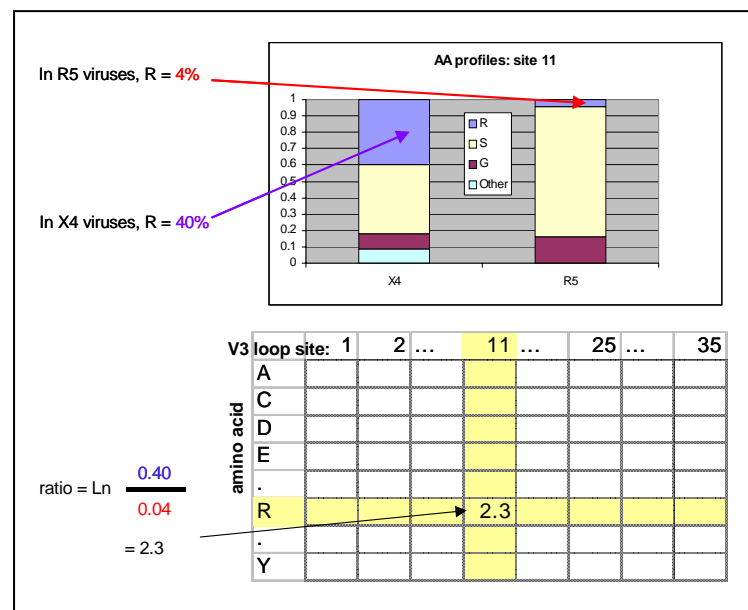 In R5 viruses, R = 4%
In X4 viruses, R = 40%
AA profiles: site 11
1
0.9
0.8
0.7
0.6
0.5
0.4
0.3
0.2
0.1
0
R
S
G
Other
X4
R5
V3 loop site: 1 2 ... 11 ... 25 ... 35
amino acid
A
C
D
E
.
R 2.3
.
Y
ratio = Ln 0.40
0.04
= 2.3